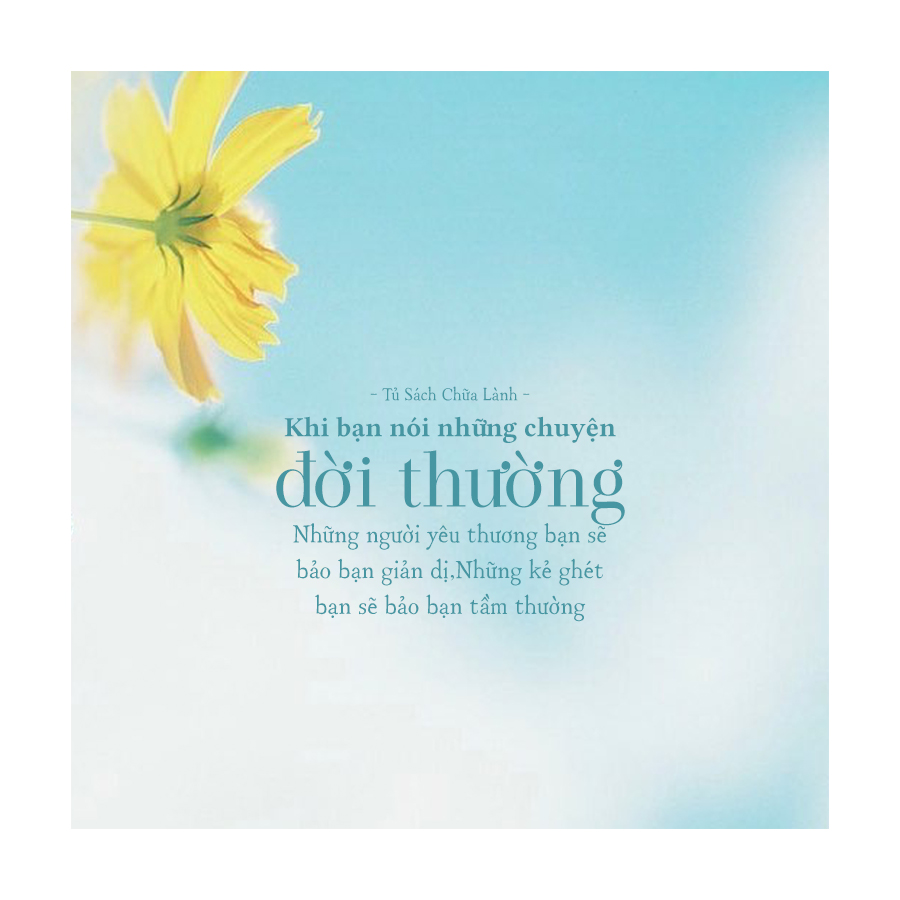 - Tủ Sách Chữa Lành -
Khi bạn nói những chuyện
đời thường
Những người yêu thương bạn sẽ
bảo bạn giản dị,Những kẻ ghét
bạn sẽ bảo bạn tầm thường